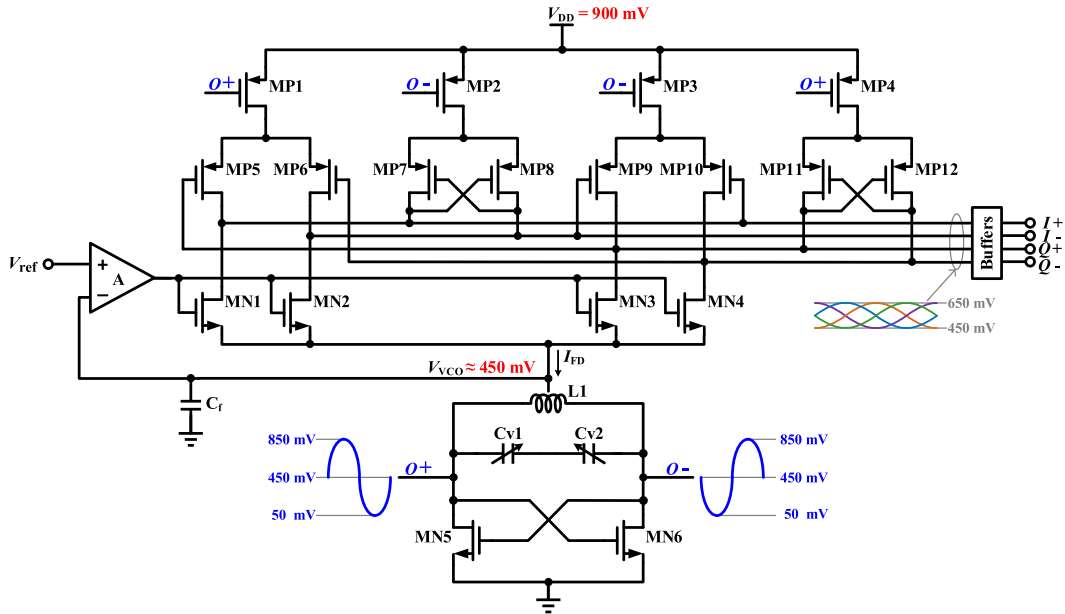 V_DD = 900 mV
O+ MP1 O- MP2 O- MP3 O+ MP4
MP5 MP6 MP7 MP8 MP9 MP10 MP11 MP12
Buffers
I+
I-
Q+
Q-
V_ref + A −
MN1 MN2 MN3 MN4
650 mV
450 mV
V_VCO ≈ 450 mV I_FD
L1
C_f
Cv1 Cv2
850 mV
450 mV
50 mV
O+ O-
850 mV
450 mV
50 mV
MN5 MN6